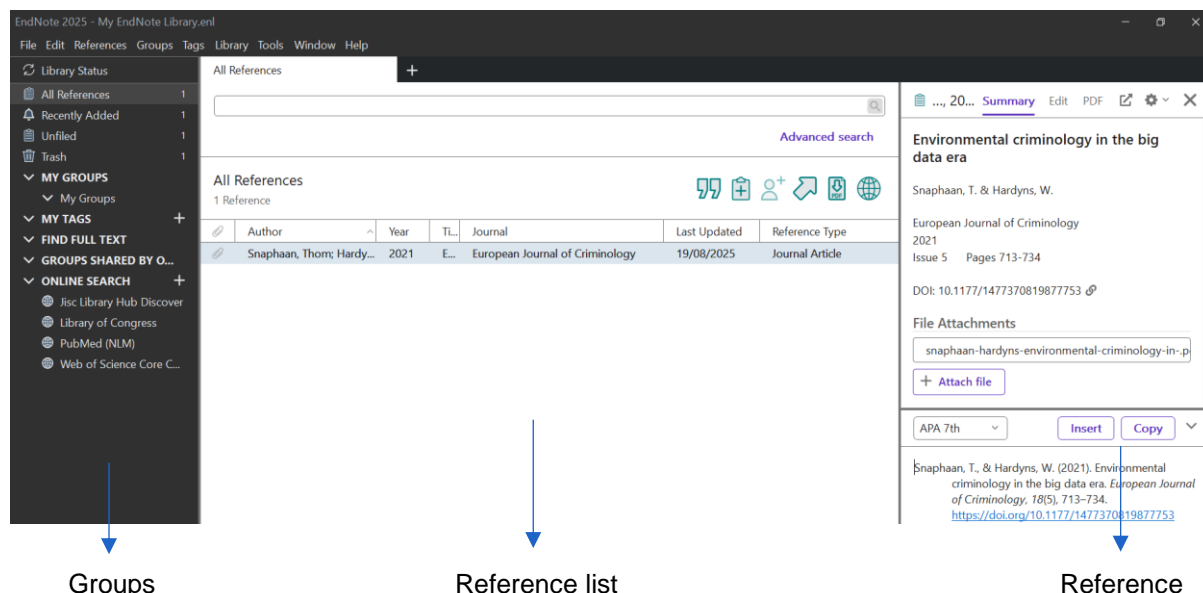 EndNote 2025 - My EndNote Library.enl
File Edit References Groups Tags Library Tools Window Help
Library Status
All References 1
Recently Added 1
Unfiled 1
Trash 1
MY GROUPS
My Groups
MY TAGS +
FIND FULL TEXT
GROUPS SHARED BY O...
ONLINE SEARCH +
Jisc Library Hub Discover
Library of Congress
PubMed (NLM)
Web of Science Core C...
All References +
Advanced search
All References
1 Reference
PDF
Author Year Ti... Journal Last Updated Reference Type
Snaphaan, Thom; Hardy... 2021 E... European Journal of Criminology 19/08/2025 Journal Article
..., 20... Summary Edit PDF
Environmental criminology in the big
data era
Snaphaan, T. & Hardyns, W.
European Journal of Criminology
2021
Issue 5 Pages 713-734
DOI: 10.1177/1477370819877753
File Attachments
snaphaan-hardyns-environmental-criminology-in-.p
+ Attach file
APA 7th Insert Copy
Snaphaan, T., & Hardyns, W. (2021). Environmental
criminology in the big data era. European Journal
of Criminology, 18(5), 713–734.
https://doi.org/10.1177/1477370819877753
Groups Reference list Reference